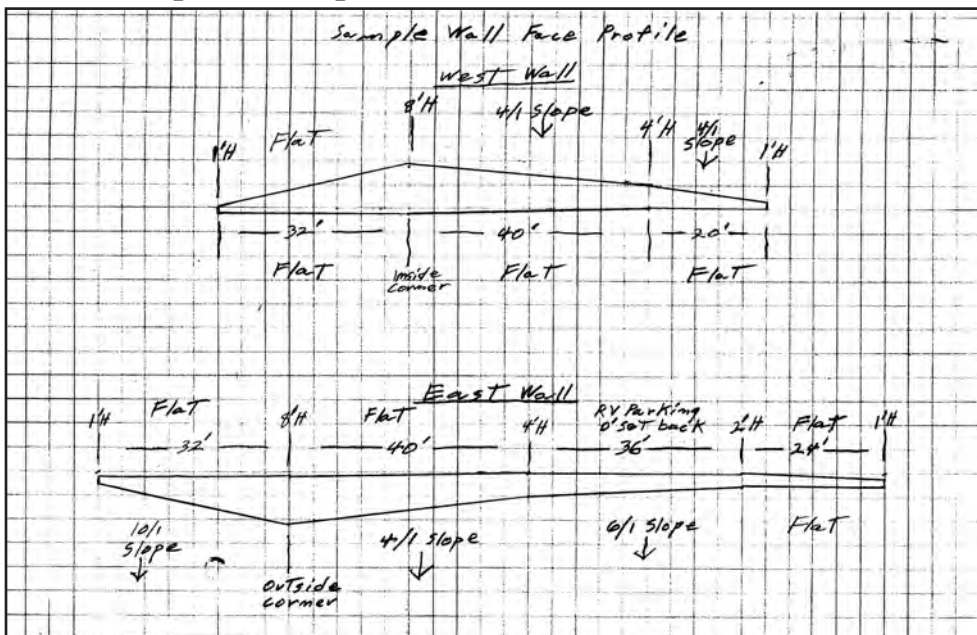 Sample Wall Face Profile
West Wall
8'H 4/1 Slope
4'H 4/1 Slope
1'H Flat 1'H
32' 40' 20'
Flat Inside Corner Flat Flat
East Wall
1'H Flat 8'H Flat 4'H RV Parking 0' Set back 2'H Flat 1'H
32' 40' 36' 24'
10/1 Slope 4/1 Slope 6/1 Slope Flat
Outside Corner